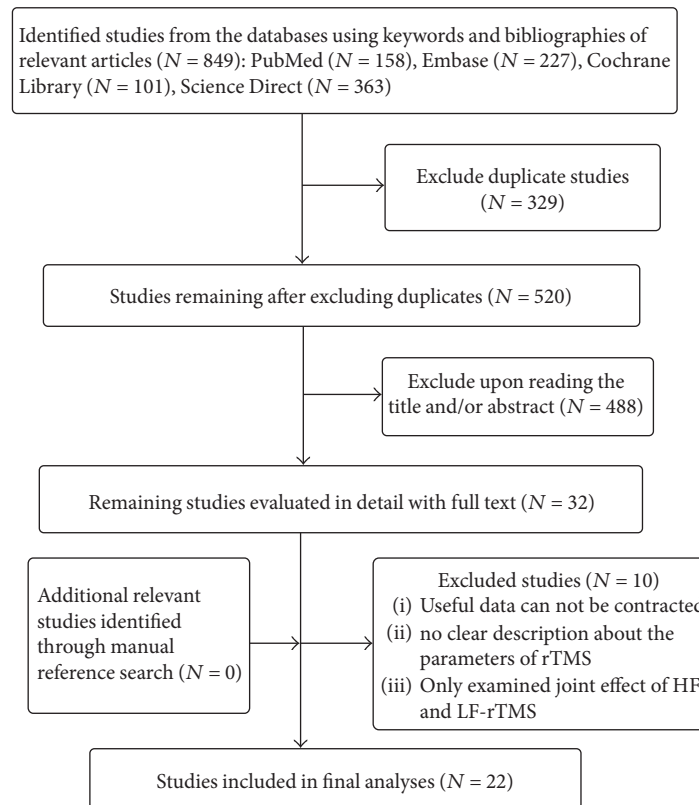 Identified studies from the databases using keywords and bibliographies of
relevant articles (N = 849): PubMed (N = 158), Embase (N = 227), Cochrane
Library (N = 101), Science Direct (N = 363)
Exclude duplicate studies
(N = 329)
Studies remaining after excluding duplicates (N = 520)
Exclude upon reading the
title and/or abstract (N = 488)
Remaining studies evaluated in detail with full text (N = 32)
Additional relevant
studies identified
through manual
reference search (N = 0)
Excluded studies (N = 10)
(i) Useful data can not be contracted
(ii) no clear description about the
parameters of rTMS
(iii) Only examined joint effect of HF
and LF-rTMS
Studies included in final analyses (N = 22)